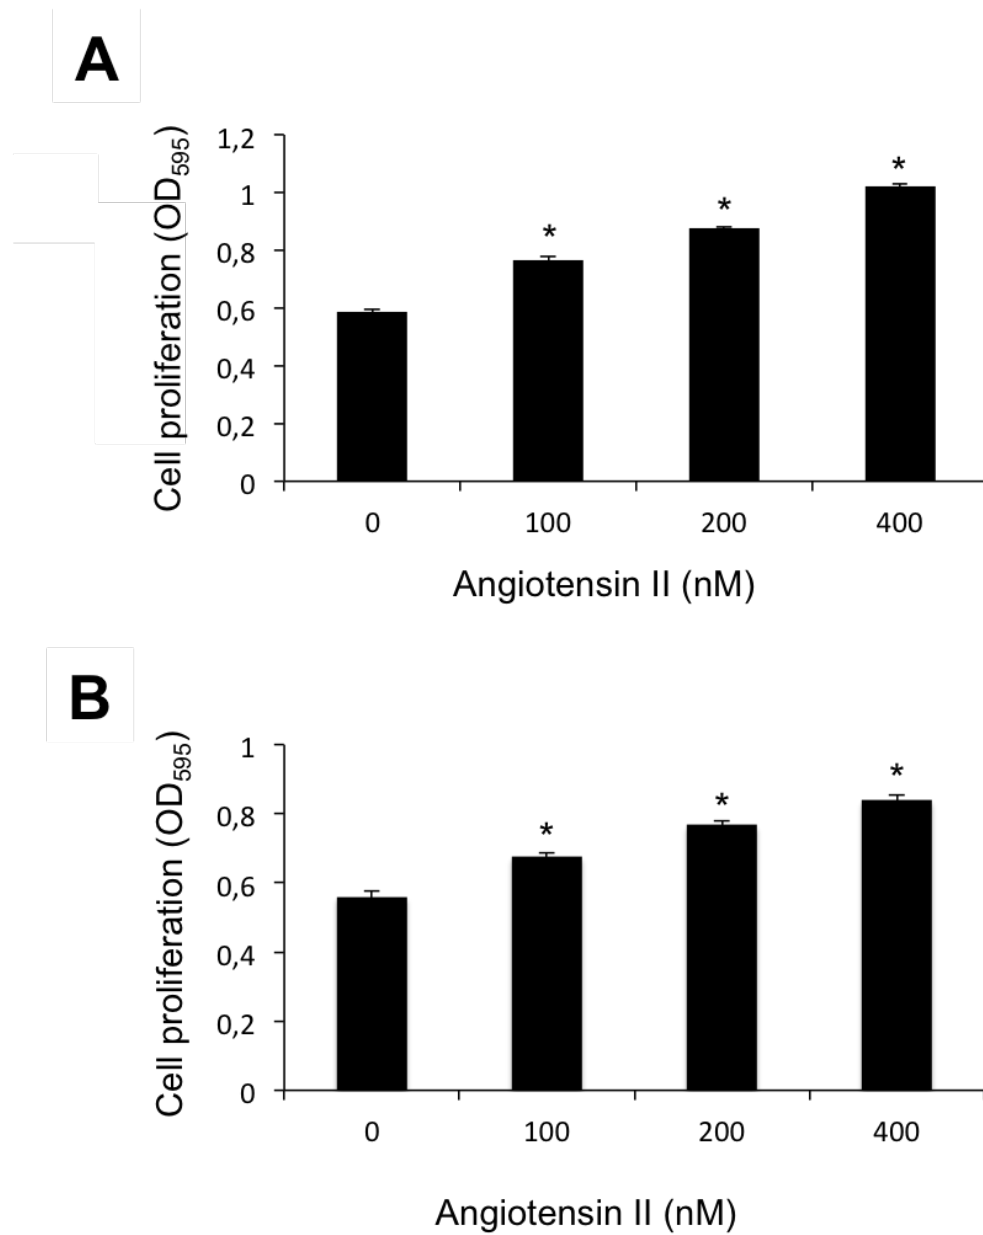 A
Cell proliferation (OD595)
1,2
1
0,8
0,6
0,4
0,2
0
* * * 
0 100 200 400
Angiotensin II (nM)
B
Cell proliferation (OD595)
1
0,8
0,6
0,4
0,2
0
* * *
0 100 200 400
Angiotensin II (nM)